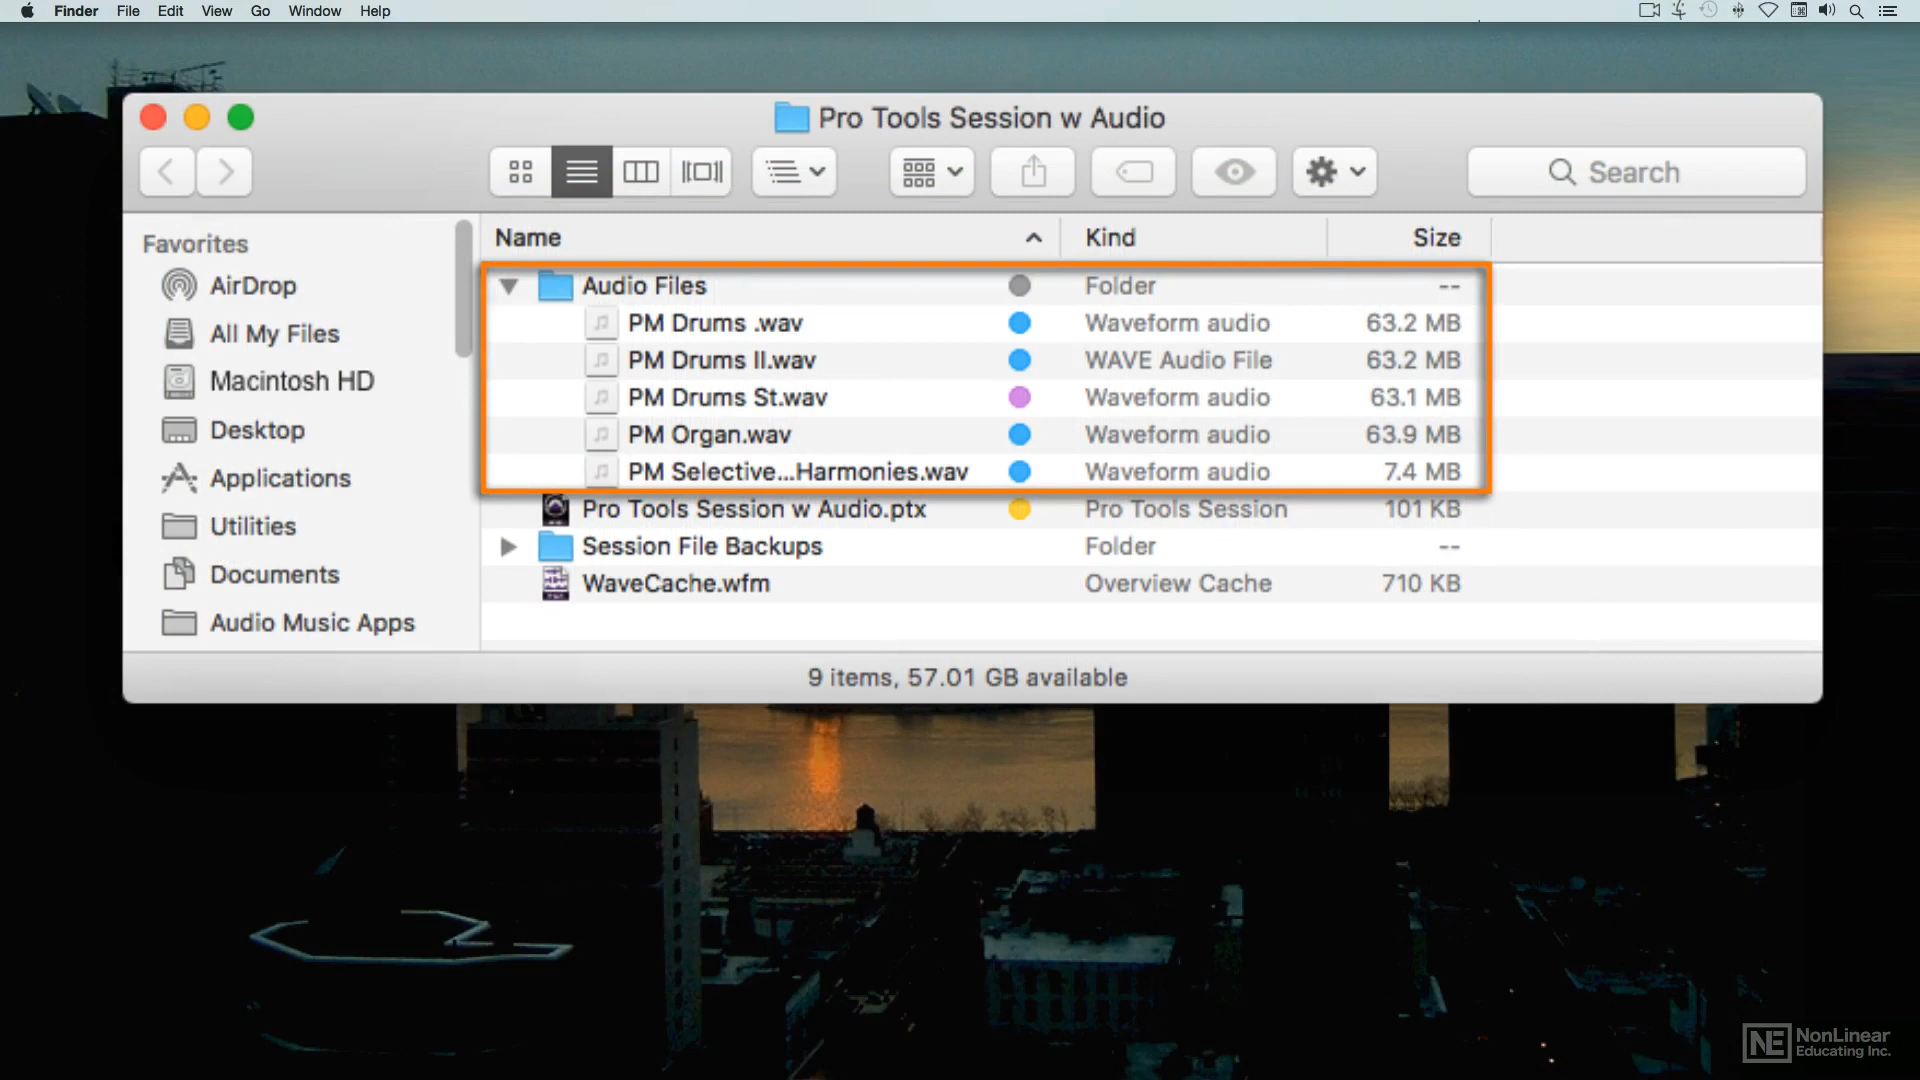 Finder File Edit View Go Window Help
Pro Tools Session w Audio
Search
Favorites
AirDrop
All My Files
Macintosh HD
Desktop
Applications
Utilities
Documents
Audio Music Apps
Name Kind Size
Audio Files Folder --
PM Drums .wav Waveform audio 63.2 MB
PM Drums II.wav WAVE Audio File 63.2 MB
PM Drums St.wav Waveform audio 63.1 MB
PM Organ.wav Waveform audio 63.9 MB
PM Selective...Harmonies.wav Waveform audio 7.4 MB
Pro Tools Session w Audio.ptx Pro Tools Session 101 KB
Session File Backups Folder --
WaveCache.wfm Overview Cache 710 KB
9 items, 57.01 GB available
NE NonLinear
Educating Inc.